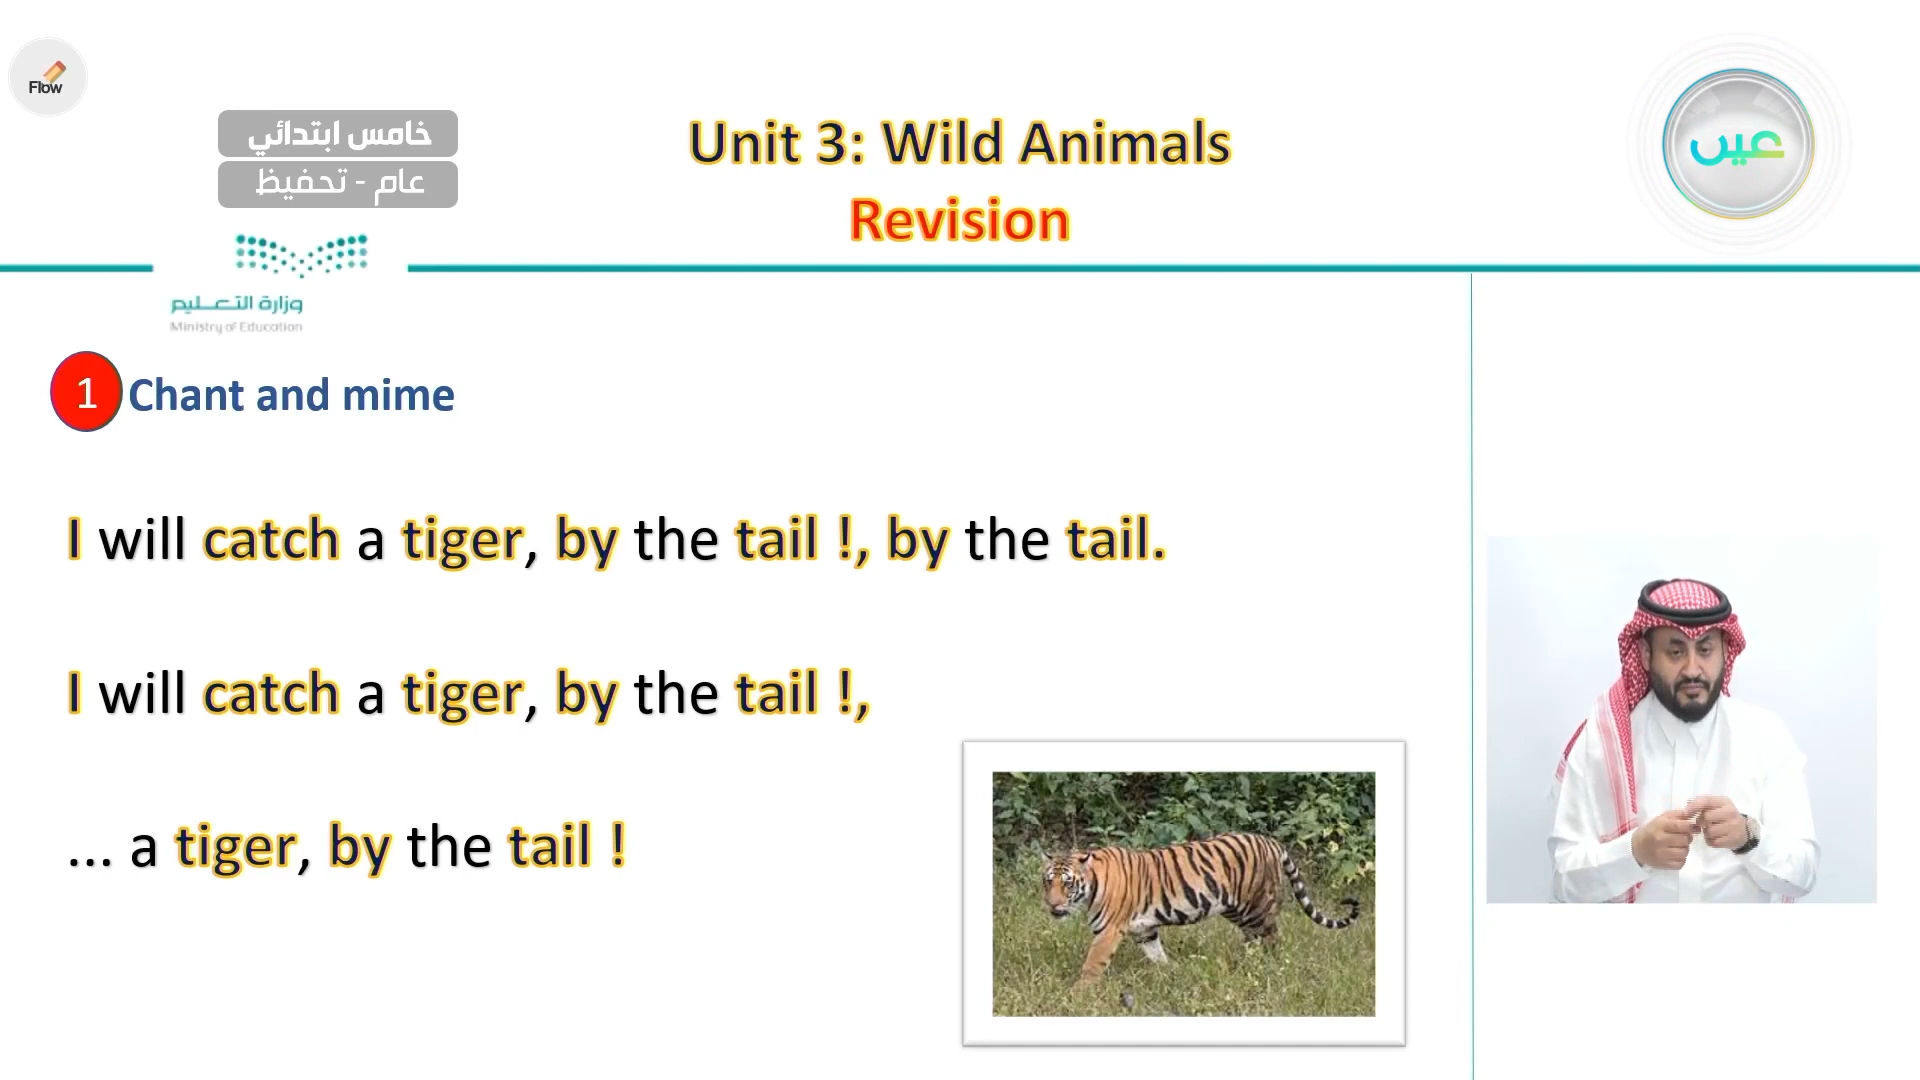 Flow
خامس ابتدائي
عام - تحفيظ
Unit 3: Wild Animals
Revision
عين
وزارة التعليم
Ministry of Education
1 Chant and mime
I will catch a tiger, by the tail !, by the tail.
I will catch a tiger, by the tail !,
... a tiger, by the tail !